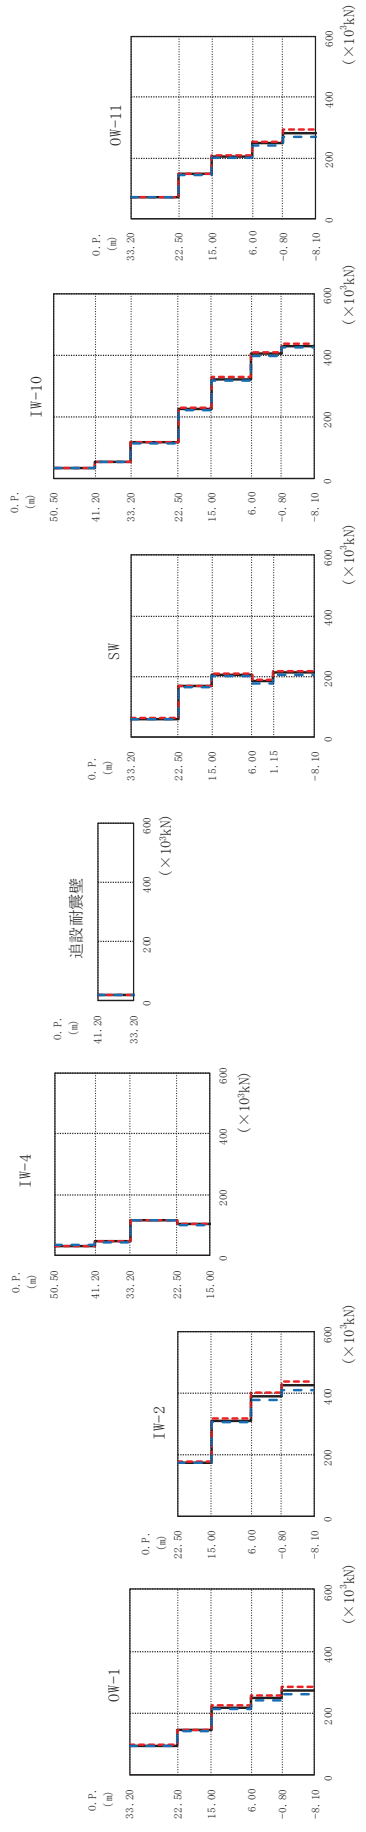 OW-1
O.P.
(m)
33.20
22.50
15.00
6.00
-0.80
-8.10
0 200 400 600
(×10³kN)
IW-2
O.P.
(m)
22.50
15.00
6.00
-0.80
-8.10
0 200 400 600
(×10³kN)
IW-4
O.P.
(m)
50.50
41.20
33.20
22.50
15.00
0 200 400 600
(×10³kN)
追設耐震壁
O.P.
(m)
41.20
33.20
0 200 400 600
(×10³kN)
SW
O.P.
(m)
33.20
22.50
15.00
6.00
1.15
-8.10
0 200 400 600
(×10³kN)
IW-10
O.P.
(m)
50.50
41.20
33.20
22.50
15.00
6.00
-0.80
-8.10
0 200 400 600
(×10³kN)
OW-11
O.P.
(m)
33.20
22.50
15.00
6.00
-0.80
-8.10
0 200 400 600
(×10³kN)